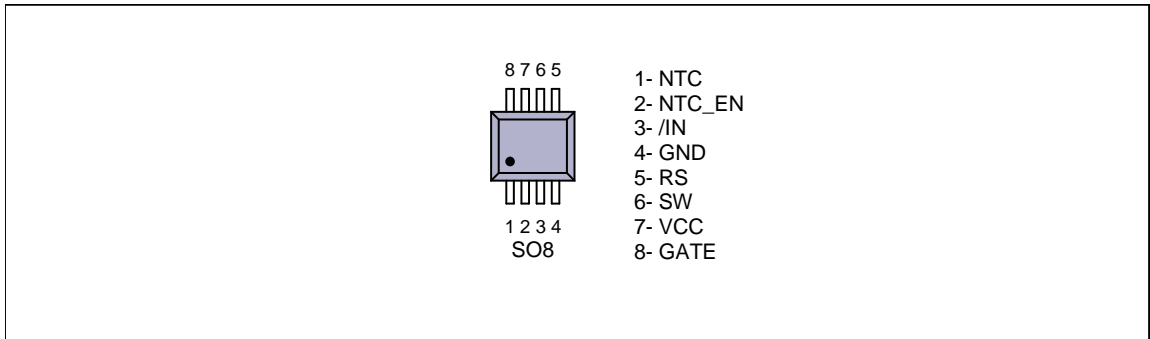 8 7 6 5
1 2 3 4
SO8
1- NTC
2- NTC_EN
3- /IN
4- GND
5- RS
6- SW
7- VCC
8- GATE